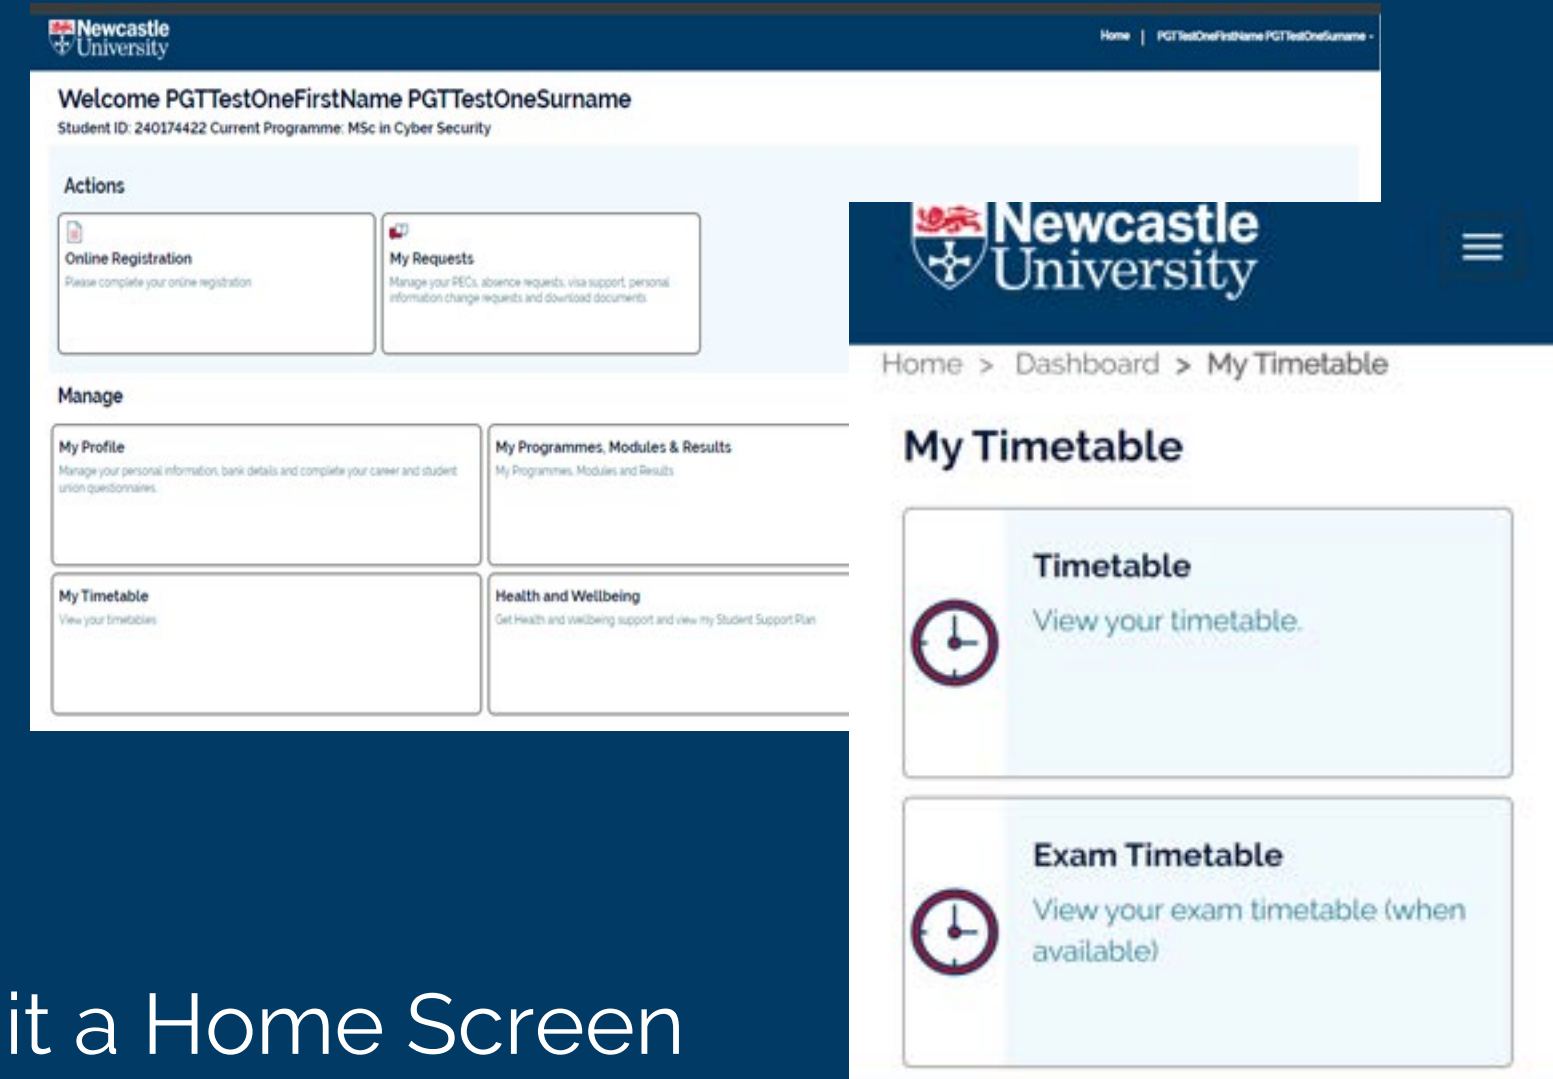 Newcastle
University
Home | PGTTestOneFirstName PGTTestOneSurname
Welcome PGTTestOneFirstName PGTTestOneSurname
Student ID: 240174422 Current Programme: MSc in Cyber Security
Actions
Online Registration
Please complete your online registration
My Requests
Manage your PECs, absence requests, visa support, personal
information change requests and download documents
Manage
My Profile
Manage your personal information, bank details and complete your career and student
union questionnaires.
My Programmes, Modules & Results
My Programmes, Modules and Results
My Timetable
View your timetables
Health and Wellbeing
Get Health and Wellbeing support and view my Student Support Plan
Newcastle
University
Home > Dashboard > My Timetable
My Timetable
Timetable
View your timetable.
Exam Timetable
View your exam timetable (when
available)
it a Home Screen